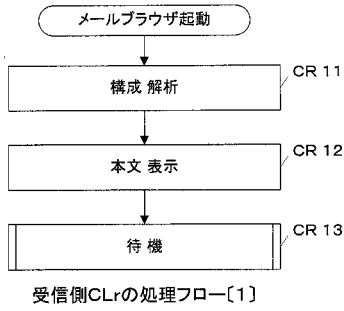 メールブラウザ起動
構成 解析
CR 11
本文 表示
CR 12
待 機
CR 13
受信側CLrの処理フロー〔1〕